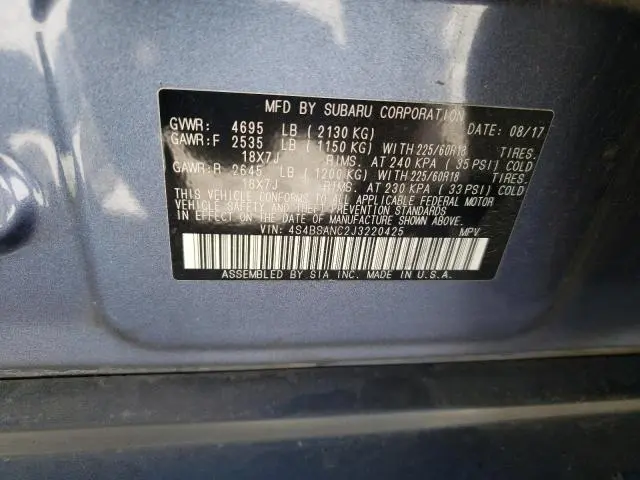 MFD BY SUBARU CORPORATION
GVWR: 4695 LB (2130 KG) DATE: 08/17
GAWR:F 2535 LB (1150 KG) WITH 225/60R18 TIRES.
18X7J RIMS. AT 240 KPA (35 PSI) COLD
GAWR:R 2645 LB (1200 KG) WITH 225/60R18 TIRES.
18X7J RIMS. AT 230 KPA (33 PSI) COLD
THIS VEHICLE CONFORMS TO ALL APPLICABLE FEDERAL MOTOR
VEHICLE SAFETY AND THEFT PREVENTION STANDARDS
IN EFFECT ON THE DATE OF MANUFACTURE SHOWN ABOVE.
VIN: 4S4BSANC2J3220425 MPV
ASSEMBLED BY SIA INC. MADE IN U.S.A.